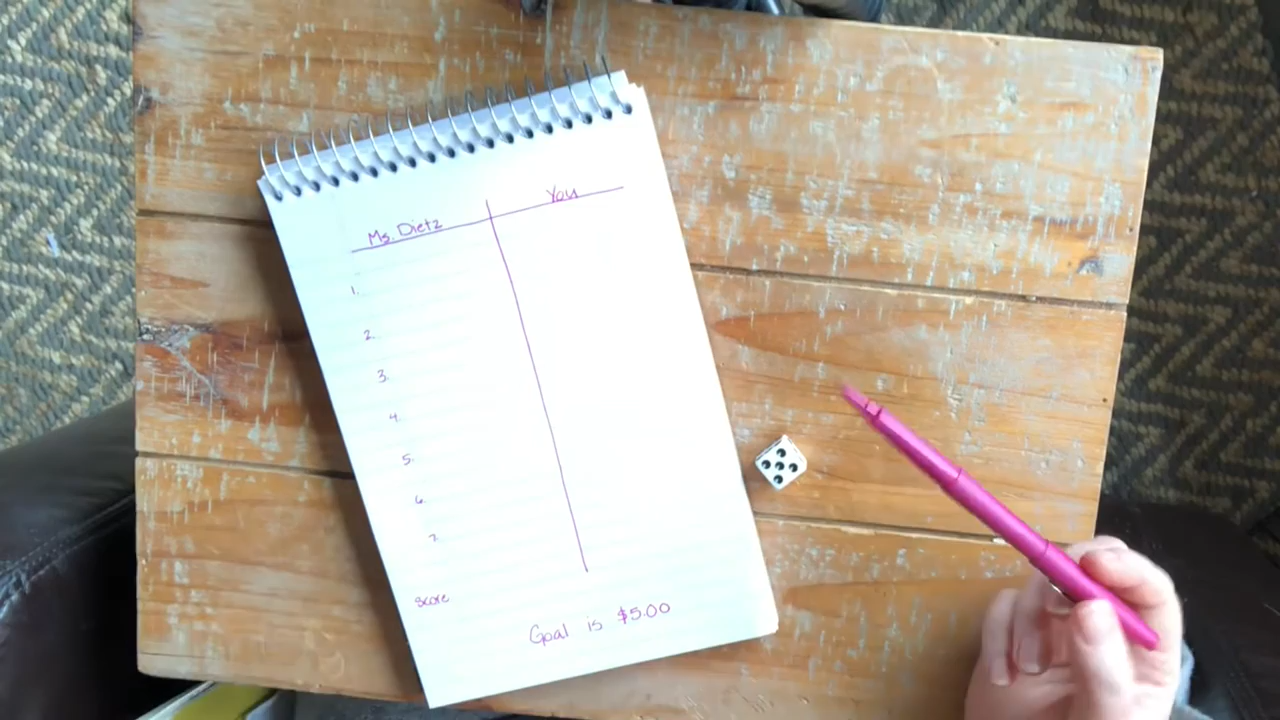 Ms. Dietz You
1.
2.
3.
4.
5.
6.
7.
Score
Goal is $5.00